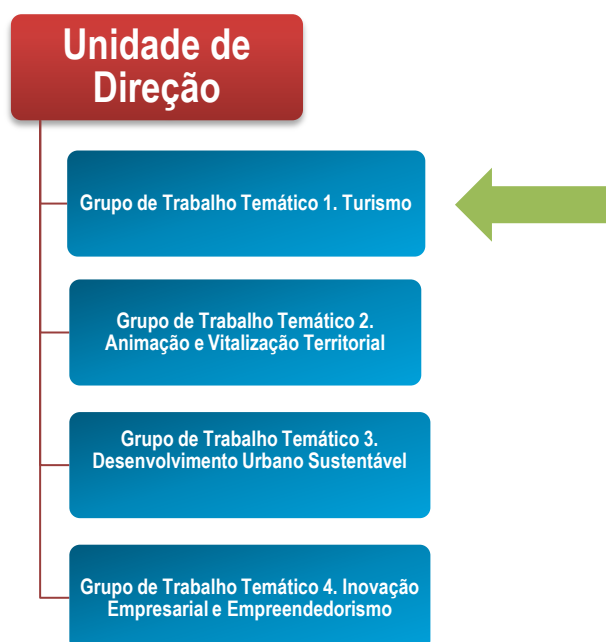 Unidade de
Direção
Grupo de Trabalho Temático 1. Turismo
Grupo de Trabalho Temático 2.
Animação e Vitalização Territorial
Grupo de Trabalho Temático 3.
Desenvolvimento Urbano Sustentável
Grupo de Trabalho Temático 4. Inovação
Empresarial e Empreendedorismo